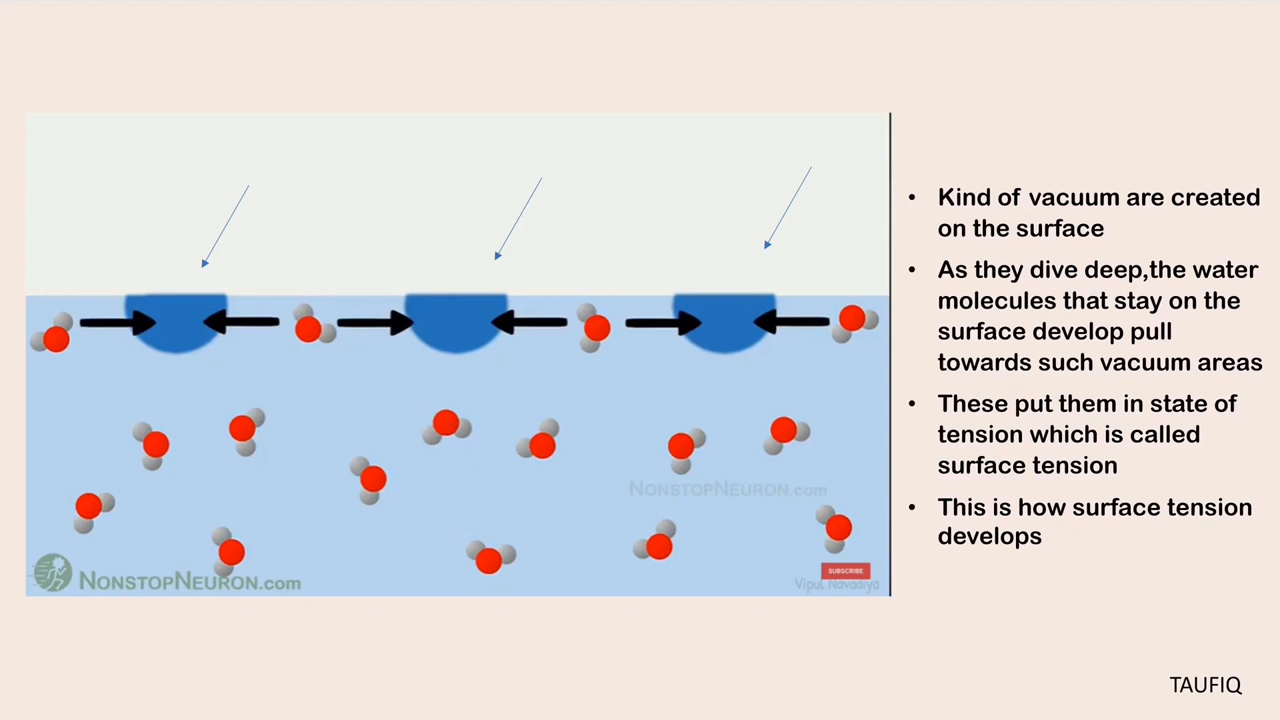 • Kind of vacuum are created
on the surface
• As they dive deep,the water
molecules that stay on the
surface develop pull
towards such vacuum areas
• These put them in state of
tension which is called
surface tension
• This is how surface tension
develops
NONSTOPNEURON.COM
SUBSCRIBE
NONSTOPNEURON.com
Vipul Navadiya
TAUFIQ